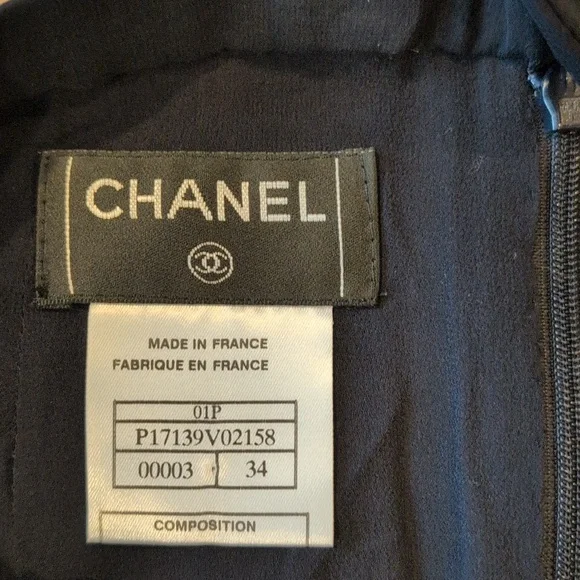 CHANEL
MADE IN FRANCE
FABRIQUE EN FRANCE
01P
P17139V02158
00003 34
COMPOSITION